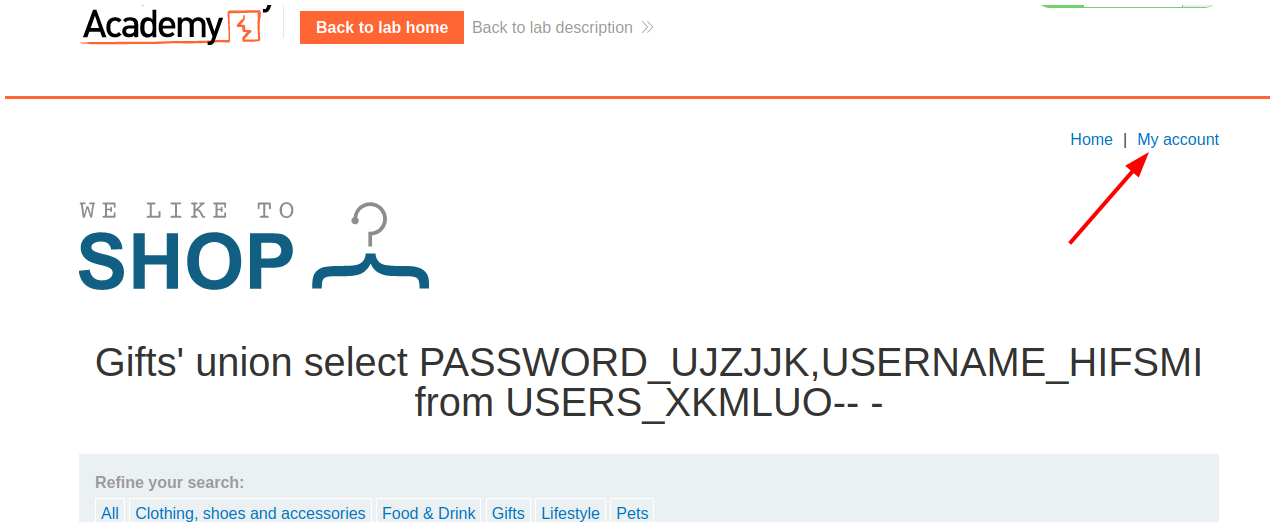 Academy
Back to lab home
Back to lab description
Home | My account
WE LIKE TO
SHOP
Gifts' union select PASSWORD_UJZJJK,USERNAME_HIFSMI
from USERS_XKMLUO-- -
Refine your search:
All Clothing, shoes and accessories Food & Drink Gifts Lifestyle Pets